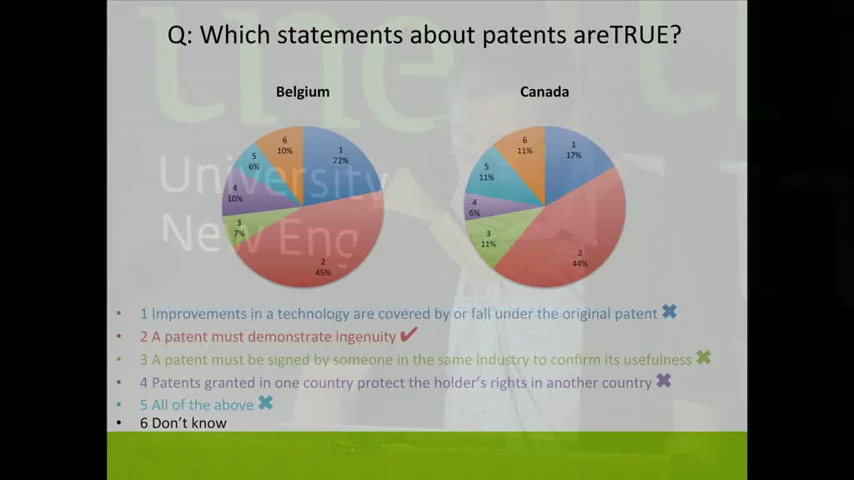 Q: Which statements about patents areTRUE?
Belgium
Canada
1
22%
2
45%
3
7%
4
10%
5
6%
6
10%
1
17%
2
44%
3
11%
4
6%
5
11%
6
11%
the
University
New Eng
• 1 Improvements in a technology are covered by or fall under the original patent ✖
• 2 A patent must demonstrate ingenuity ✔
• 3 A patent must be signed by someone in the same industry to confirm its usefulness ✖
• 4 Patents granted in one country protect the holder's rights in another country ✖
• 5 All of the above ✖
• 6 Don't know